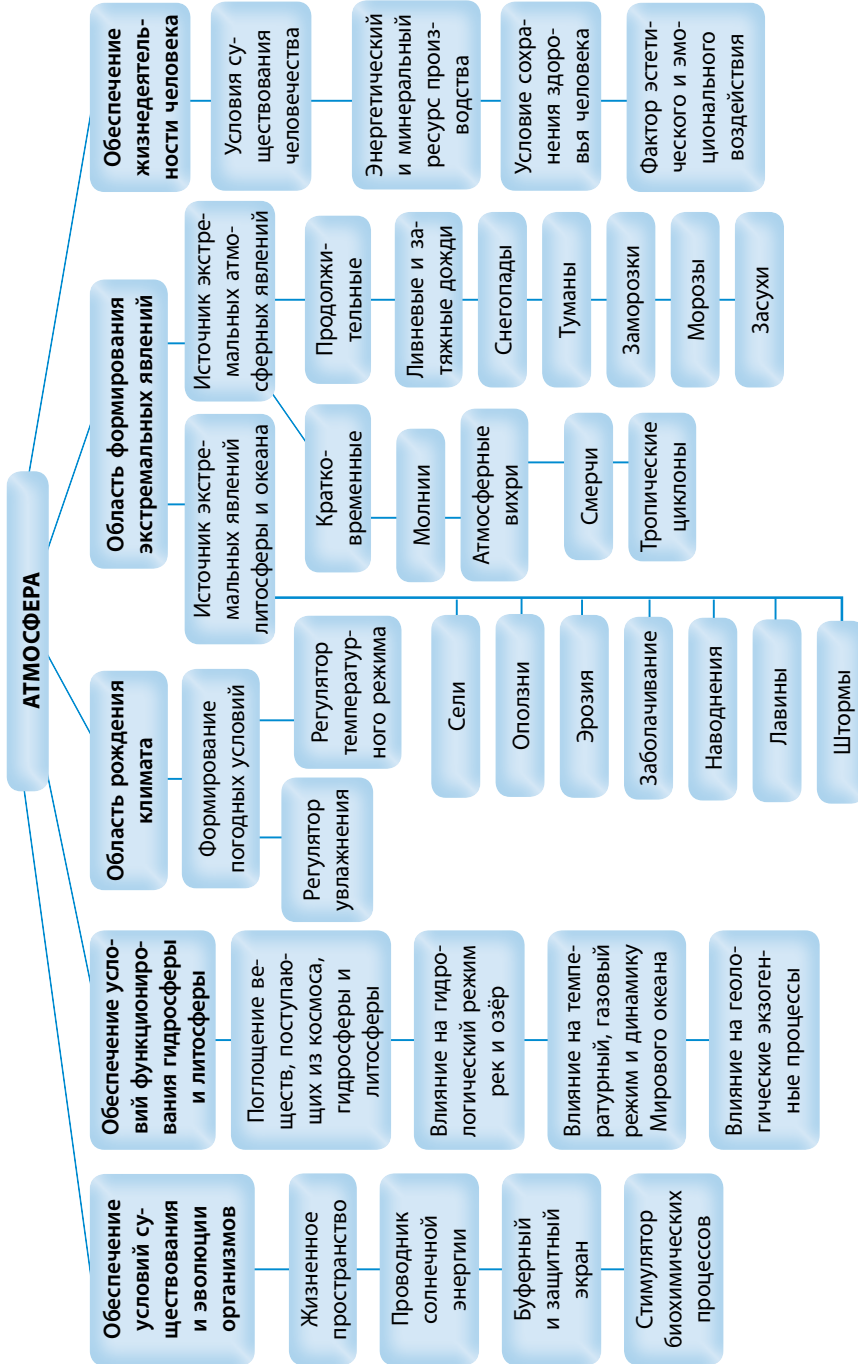 АТМОСФЕРА
Обеспечение
условий су-
ществования
и эволюции
организмов
Жизненное
пространство
Проводник
солнечной
энергии
Буферный
и защитный
экран
Стимулятор
биохимических
процессов
Обеспечение усло-
вий функциониро-
вания гидросферы
и литосферы
Поглощение ве-
ществ, поступаю-
щих из космоса,
гидросферы и
литосферы
Влияние на гидро-
логический режим
рек и озёр
Влияние на темпе-
ратурный, газовый
режим и динамику
Мирового океана
Влияние на геоло-
гические экзоген-
ные процессы
Область рождения
климата
Формирование
погодных условий
Регулятор
увлажнения
Регулятор
температур-
ного режима
Область формирования
экстремальных явлений
Источник экстре-
мальных явлений
литосферы и океана
Сели
Оползни
Эрозия
Заболачивание
Наводнения
Лавины
Штормы
Источник экстре-
мальных атмо-
сферных явлений
Кратко-
временные
Молнии
Атмосферные
вихри
Смерчи
Тропические
циклоны
Продолжи-
тельные
Ливневые и за-
тяжные дожди
Снегопады
Туманы
Заморозки
Морозы
Засухи
Обеспечение
жизнедеятель-
ности человека
Условия су-
ществования
человечества
Энергетический
и минеральный
ресурс произ-
водства
Условие сохра-
нения здоро-
вья человека
Фактор эстети-
ческого и эмо-
ционального
воздействия